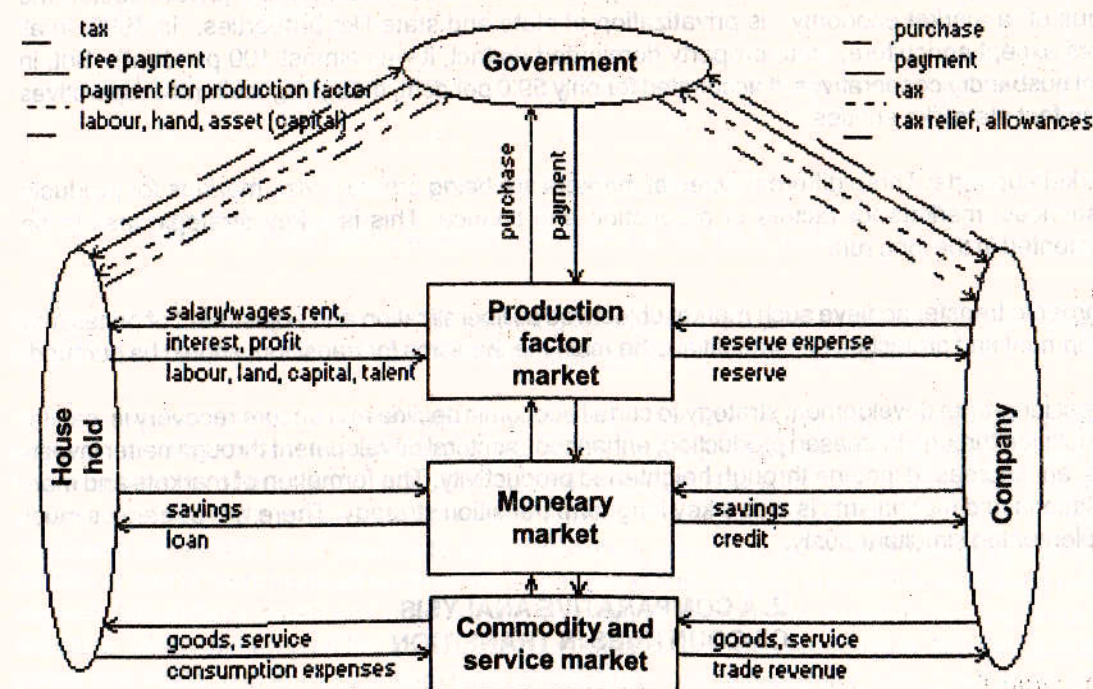 tax
free payment
payment for production factor
labour, hand, asset (capital)
Government
purchase
payment
tax
tax relief, allowances
purchase
payment
House hold
salary/wages, rent,
interest, profit
labour, land, capital, talent
Production
factor
market
reserve expense
reserve
Company
savings
loan
Monetary
market
savings
credit
goods, service
consumption expenses
Commodity and
service market
goods, service
trade revenue